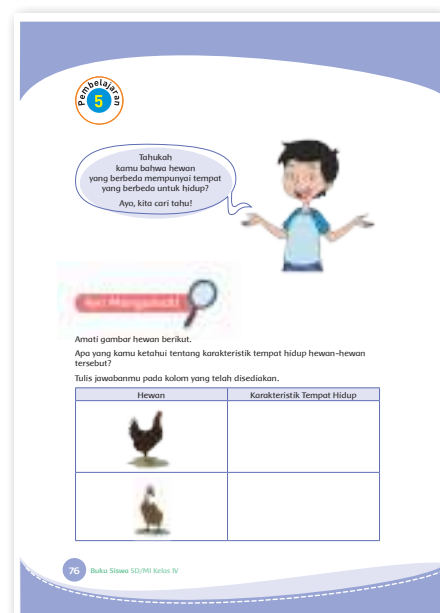 Pembelajaran
5
Tahukah
kamu bahwa hewan
yang berbeda mempunyai tempat
yang berbeda untuk hidup?
Ayo, kita cari tahu!
Ayo Mengamati
Amati gambar hewan berikut.
Apa yang kamu ketahui tentang karakteristik tempat hidup hewan-hewan
tersebut?
Tulis jawabanmu pada kolom yang telah disediakan.
Hewan
Karakteristik Tempat Hidup
76
Buku Siswa SD/MI Kelas IV